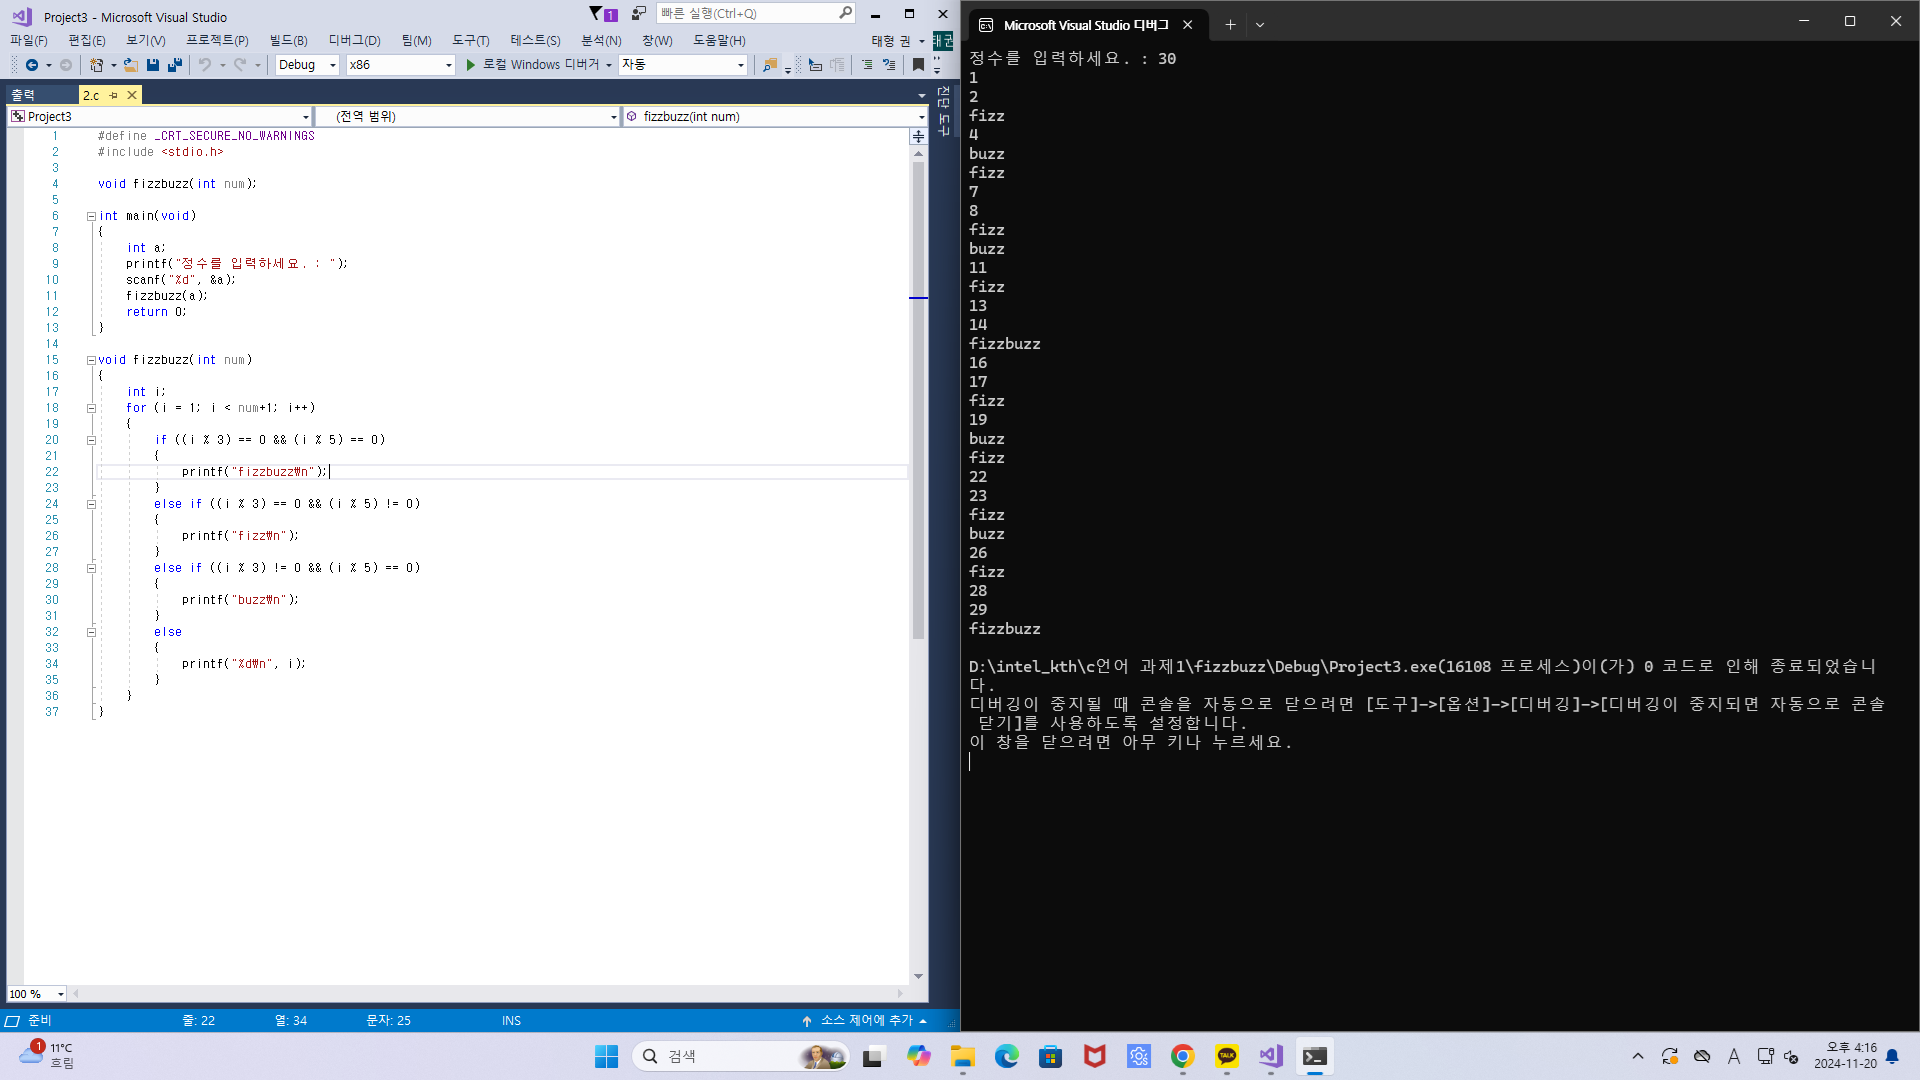 Project3 - Microsoft Visual Studio
1
빠른 실행(Ctrl+Q)
파일(F) 편집(E) 보기(V) 프로젝트(P) 빌드(B) 디버그(D) 팀(M) 도구(T) 테스트(S) 분석(N) 창(W) 도움말(H) 태형 권 태권
Debug x86 로컬 Windows 디버거 자동
출력 2.c
진단 도구
Project3 (전역 범위) fizzbuzz(int num)
1 #define _CRT_SECURE_NO_WARNINGS
2 #include <stdio.h>
3
4 void fizzbuzz(int num);
5
6 int main(void)
7 {
8 int a;
9 printf("정수를 입력하세요. : ");
10 scanf("%d", &a);
11 fizzbuzz(a);
12 return 0;
13 }
14
15 void fizzbuzz(int num)
16 {
17 int i;
18 for (i = 1; i < num+1; i++)
19 {
20 if ((i % 3) == 0 && (i % 5) == 0)
21 {
22 printf("fizzbuzz₩n");
23 }
24 else if ((i % 3) == 0 && (i % 5) != 0)
25 {
26 printf("fizz₩n");
27 }
28 else if ((i % 3) != 0 && (i % 5) == 0)
29 {
30 printf("buzz₩n");
31 }
32 else
33 {
34 printf("%d₩n", i);
35 }
36 }
37 }
100 %
준비 줄: 22 열: 34 문자: 25 INS 소스 제어에 추가
Microsoft Visual Studio 디버그
정수를 입력하세요. : 30
1
2
fizz
4
buzz
fizz
7
8
fizz
buzz
11
fizz
13
14
fizzbuzz
16
17
fizz
19
buzz
fizz
22
23
fizz
buzz
26
fizz
28
29
fizzbuzz
D:\intel_kth\c언어 과제1\fizzbuzz\Debug\Project3.exe(16108 프로세스)이(가) 0 코드로 인해 종료되었습니
다.
디버깅이 중지될 때 콘솔을 자동으로 닫으려면 [도구]->[옵션]->[디버깅]->[디버깅이 중지되면 자동으로 콘솔
닫기]를 사용하도록 설정합니다.
이 창을 닫으려면 아무 키나 누르세요.
1
11°C
흐림
검색
TALK
A
오후 4:16
2024-11-20